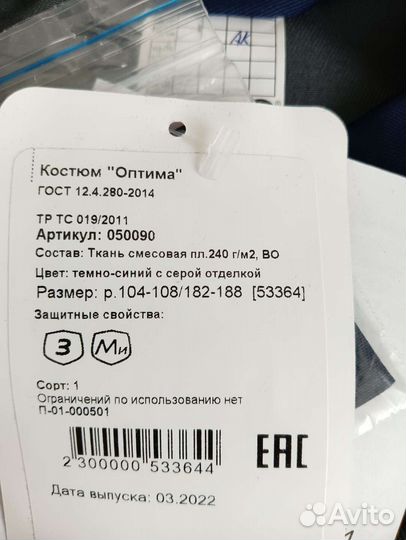 АК
Костюм "Оптима"
ГОСТ 12.4.280-2014
ТР ТС 019/2011
Артикул: 050090
Состав: Ткань смесовая пл.240 г/м2, ВО
Цвет: темно-синий с серой отделкой
Размер: р.104-108/182-188 [53364]
Защитные свойства:
З Ми
Сорт: 1
Ограничений по использованию нет
П-01-000501
2 300000 533644
ЕАС
Дата выпуска: 03.2022
Avito